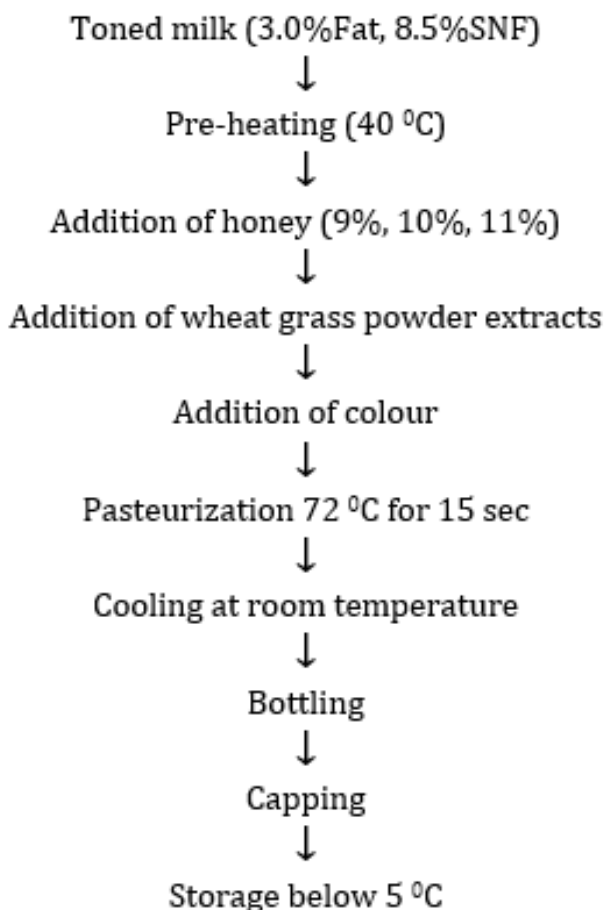 Toned milk (3.0%Fat, 8.5%SNF)
↓
Pre-heating (40 ⁰C)
↓
Addition of honey (9%, 10%, 11%)
↓
Addition of wheat grass powder extracts
↓
Addition of colour
↓
Pasteurization 72 ⁰C for 15 sec
↓
Cooling at room temperature
↓
Bottling
↓
Capping
↓
Storage below 5 ⁰C